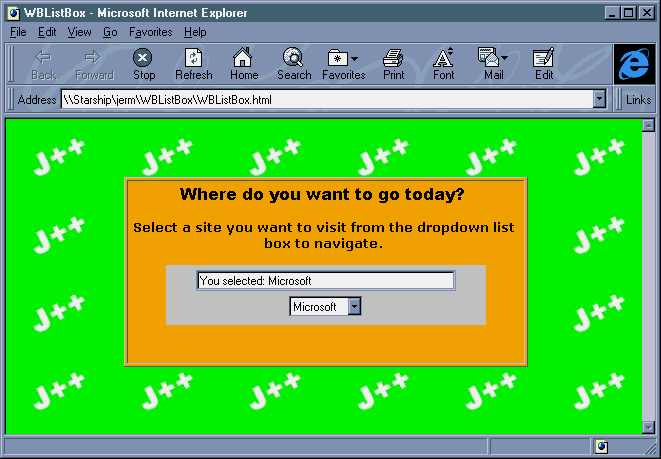 WBListBox - Microsoft Internet Explorer
File Edit View Go Favorites Help
Back Forward Stop Refresh Home Search Favorites Print Font Mail Edit
Address \\Starship\jerm\WBListBox\WBListBox.html Links
J++ J++ J++ J++ J++ J++
Where do you want to go today?
Select a site you want to visit from the dropdown list
box to navigate.
J++ J++
You selected: Microsoft
Microsoft
J++ J++
J++ J++ J++ J++ J++ J++